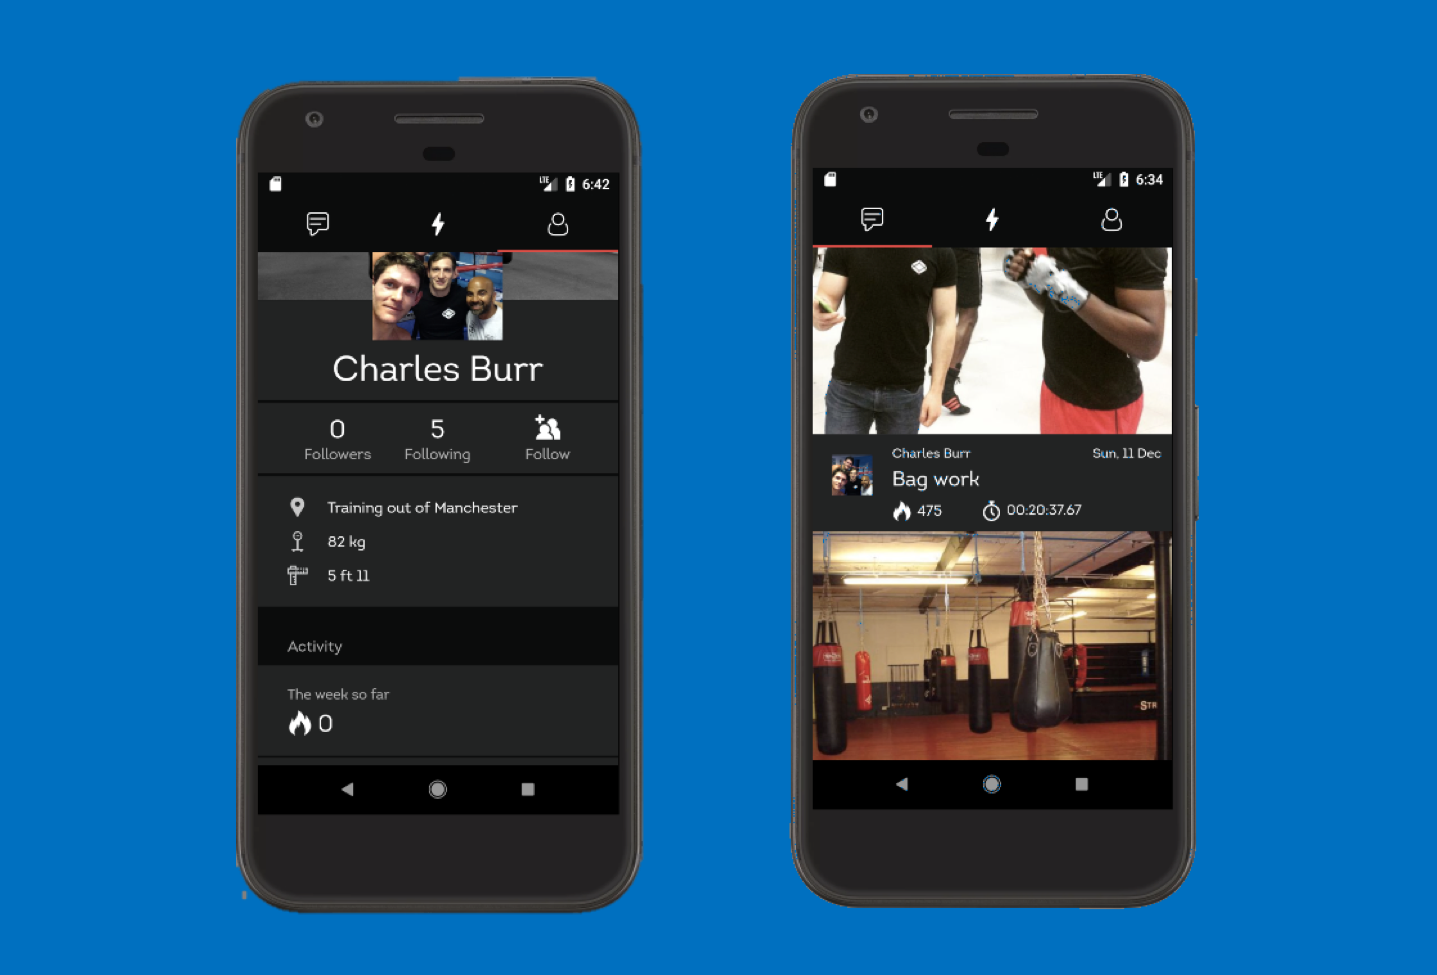 LTE 6:42
Charles Burr
0 5
Followers Following Follow
Training out of Manchester
82 kg
5 ft 11
Activity
The week so far
0
LTE 6:34
Charles Burr Sun, 11 Dec
Bag work
475 00:20:37.67
STR